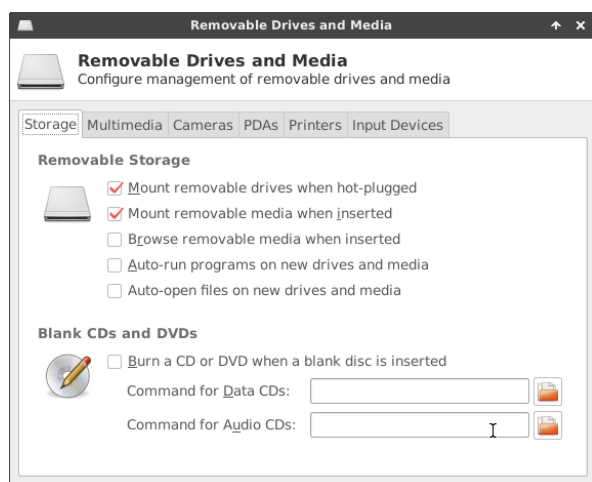 Removable Drives and Media
Removable Drives and Media
Configure management of removable drives and media
Storage Multimedia Cameras PDAs Printers Input Devices
Removable Storage
Mount removable drives when hot-plugged
Mount removable media when inserted
Browse removable media when inserted
Auto-run programs on new drives and media
Auto-open files on new drives and media
Blank CDs and DVDs
Burn a CD or DVD when a blank disc is inserted
Command for Data CDs:
Command for Audio CDs: